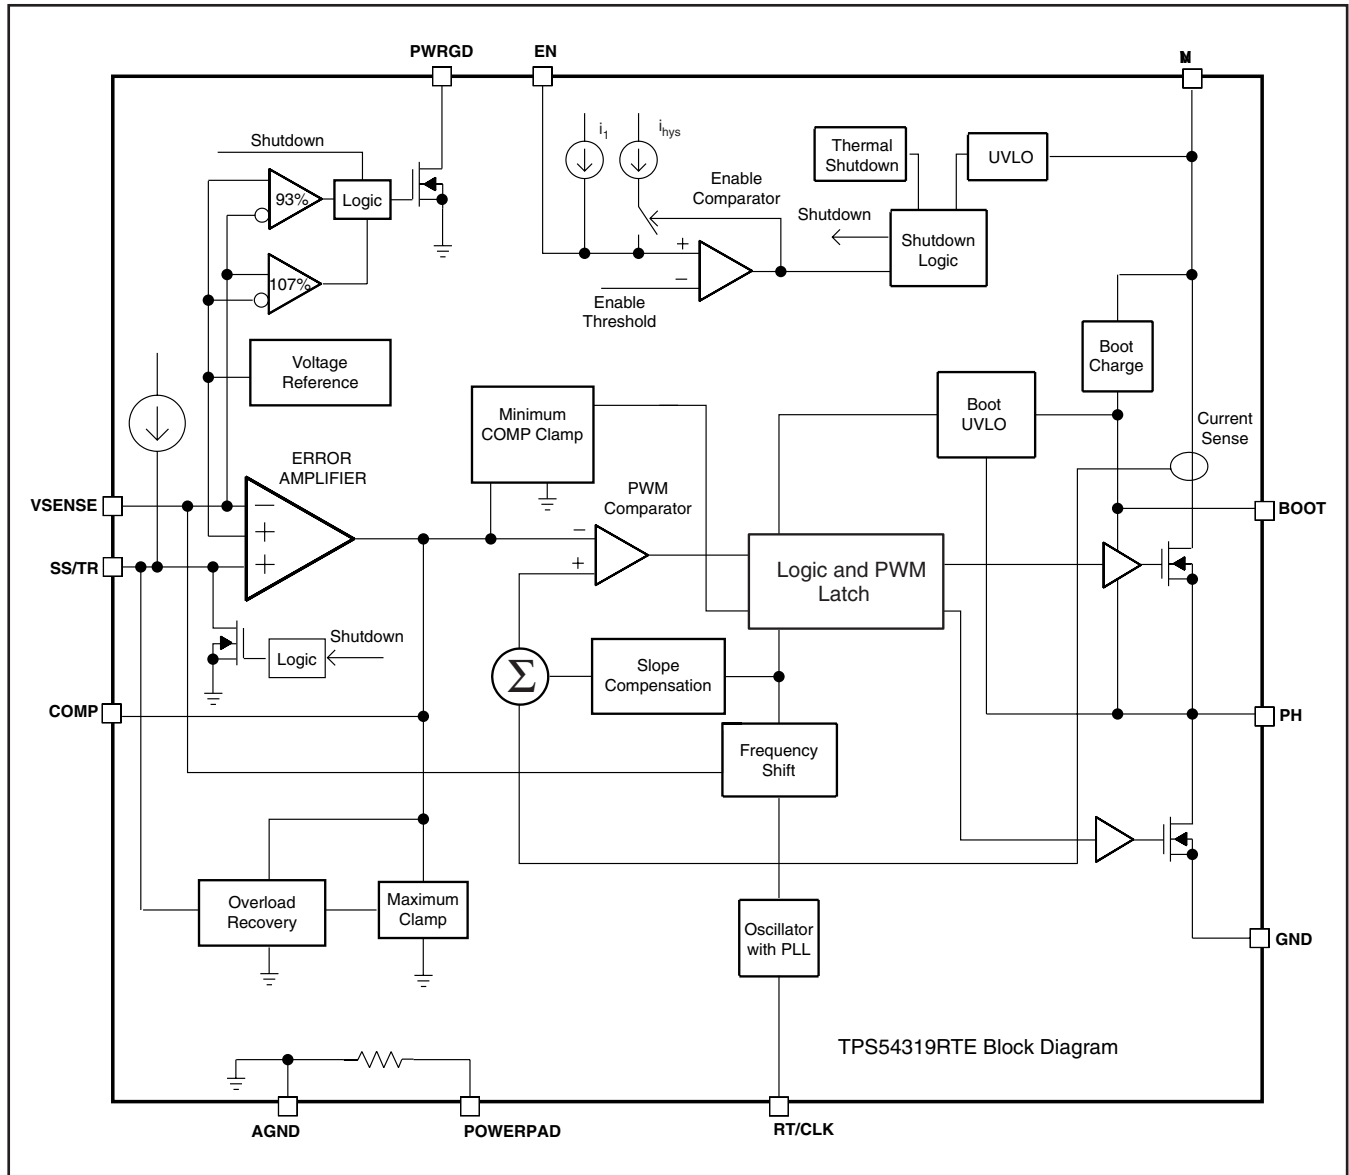 PWRGD
EN
Shutdown
i1
ihys
Thermal
Shutdown
UVLO
93%
Logic
Enable
Comparator
Shutdown
Shutdown
Logic
+
−
107%
Enable
Threshold
Voltage
Reference
Boot
Charge
Minimum
COMP Clamp
Boot
UVLO
Current
Sense
ERROR
AMPLIFIER
PWM
Comparator
VSENSE
−
+
+
SS/TR
−
+
BOOT
Logic and PWM
Latch
Logic
Shutdown
Σ
Slope
Compensation
COMP
PH
Frequency
Shift
Overload
Recovery
Maximum
Clamp
Oscillator
with PLL
GND
TPS54319RTE Block Diagram
AGND
POWERPAD
RT/CLK